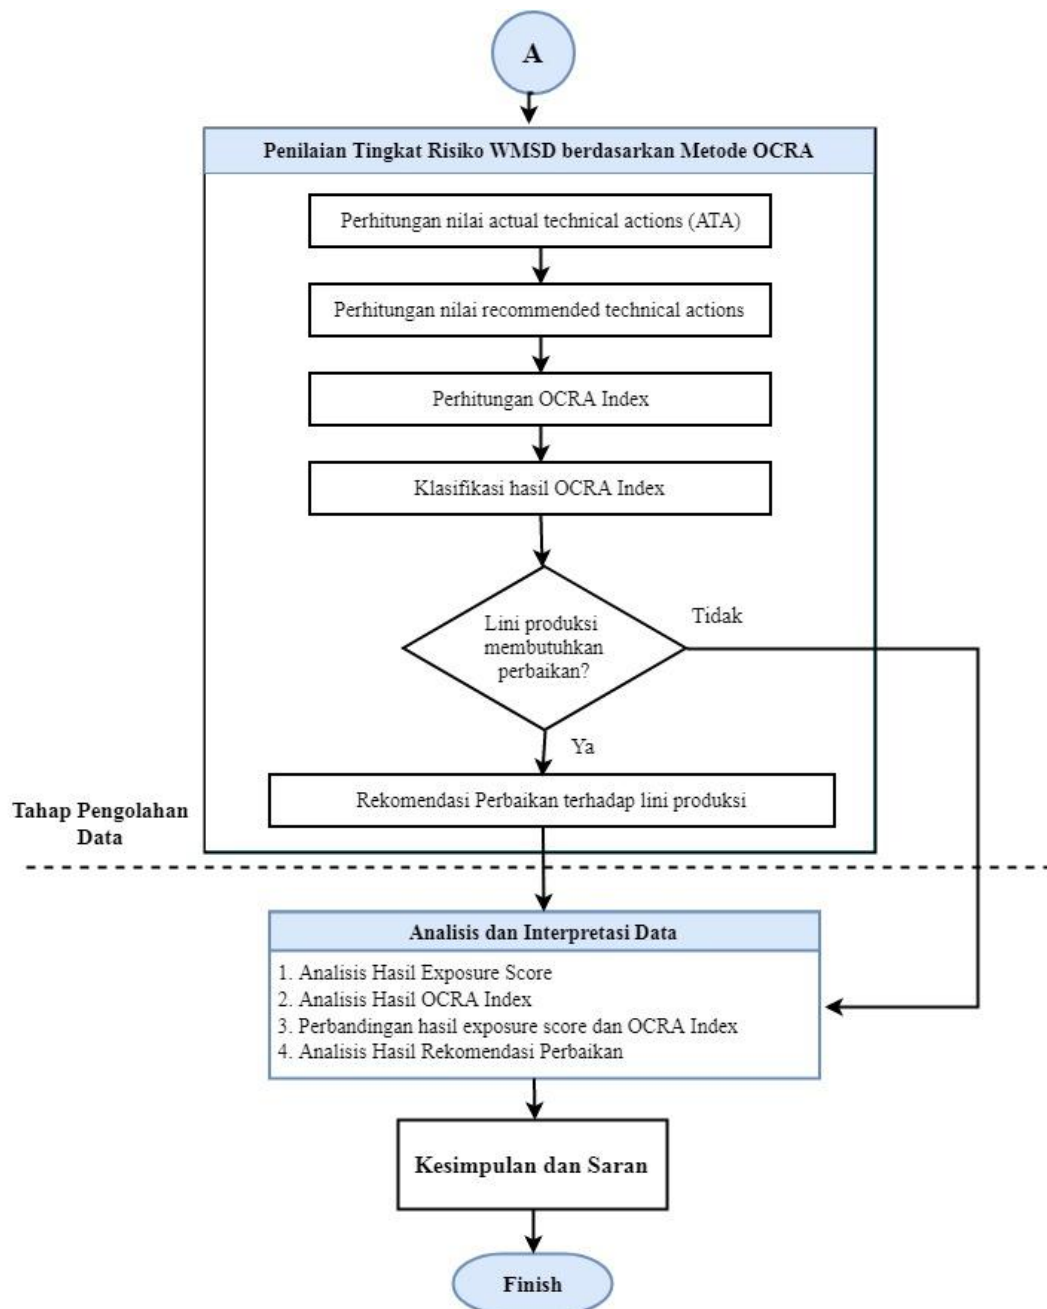 A
Penilaian Tingkat Risiko WMSD berdasarkan Metode OCRA
Perhitungan nilai actual technical actions (ATA)
Perhitungan nilai recommended technical actions
Perhitungan OCRA Index
Klasifikasi hasil OCRA Index
Lini produksi
membutuhkan
perbaikan?
Tidak
Ya
Rekomendasi Perbaikan terhadap lini produksi
Tahap Pengolahan
Data
Analisis dan Interpretasi Data
1. Analisis Hasil Exposure Score
2. Analisis Hasil OCRA Index
3. Perbandingan hasil exposure score dan OCRA Index
4. Analisis Hasil Rekomendasi Perbaikan
Kesimpulan dan Saran
Finish